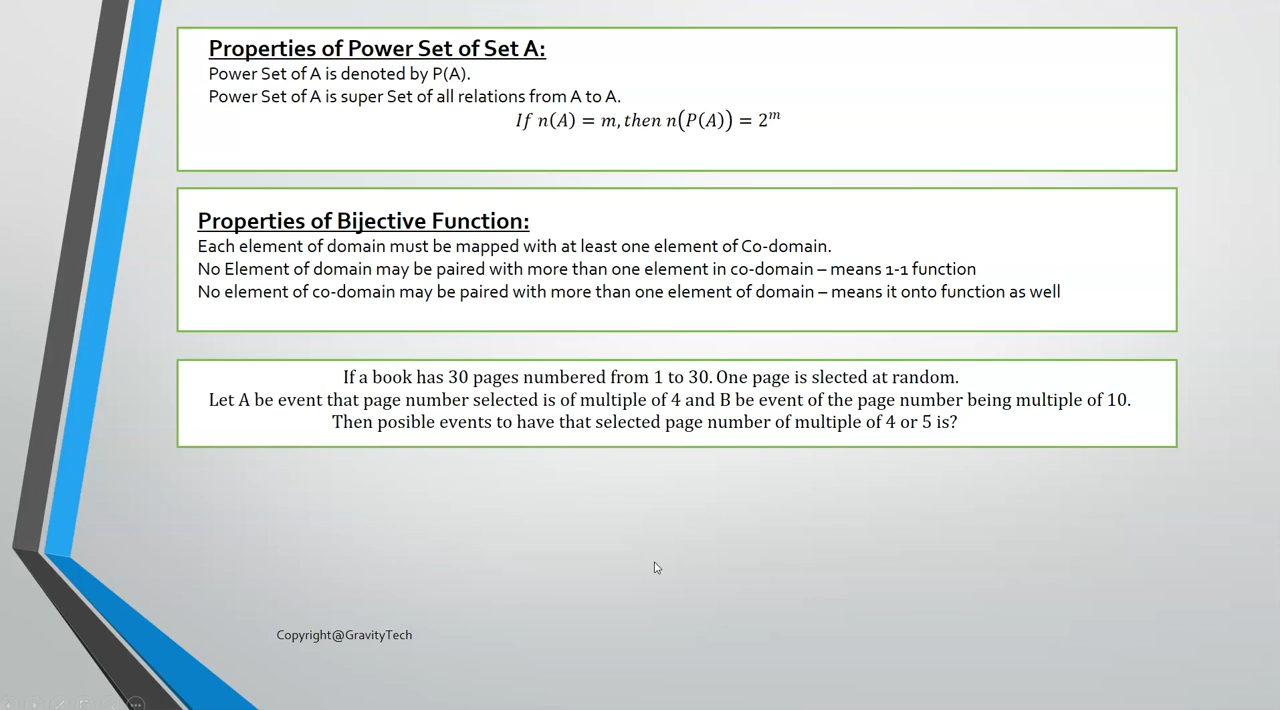 Properties of Power Set of Set A:
Power Set of A is denoted by P(A).
Power Set of A is super Set of all relations from A to A.
If n(A) = m, then n(P(A)) = 2ᵐ
Properties of Bijective Function:
Each element of domain must be mapped with at least one element of Co-domain.
No Element of domain may be paired with more than one element in co-domain – means 1-1 function
No element of co-domain may be paired with more than one element of domain – means it onto function as well
If a book has 30 pages numbered from 1 to 30. One page is slected at random.
Let A be event that page number selected is of multiple of 4 and B be event of the page number being multiple of 10.
Then posible events to have that selected page number of multiple of 4 or 5 is?
Copyright@GravityTech